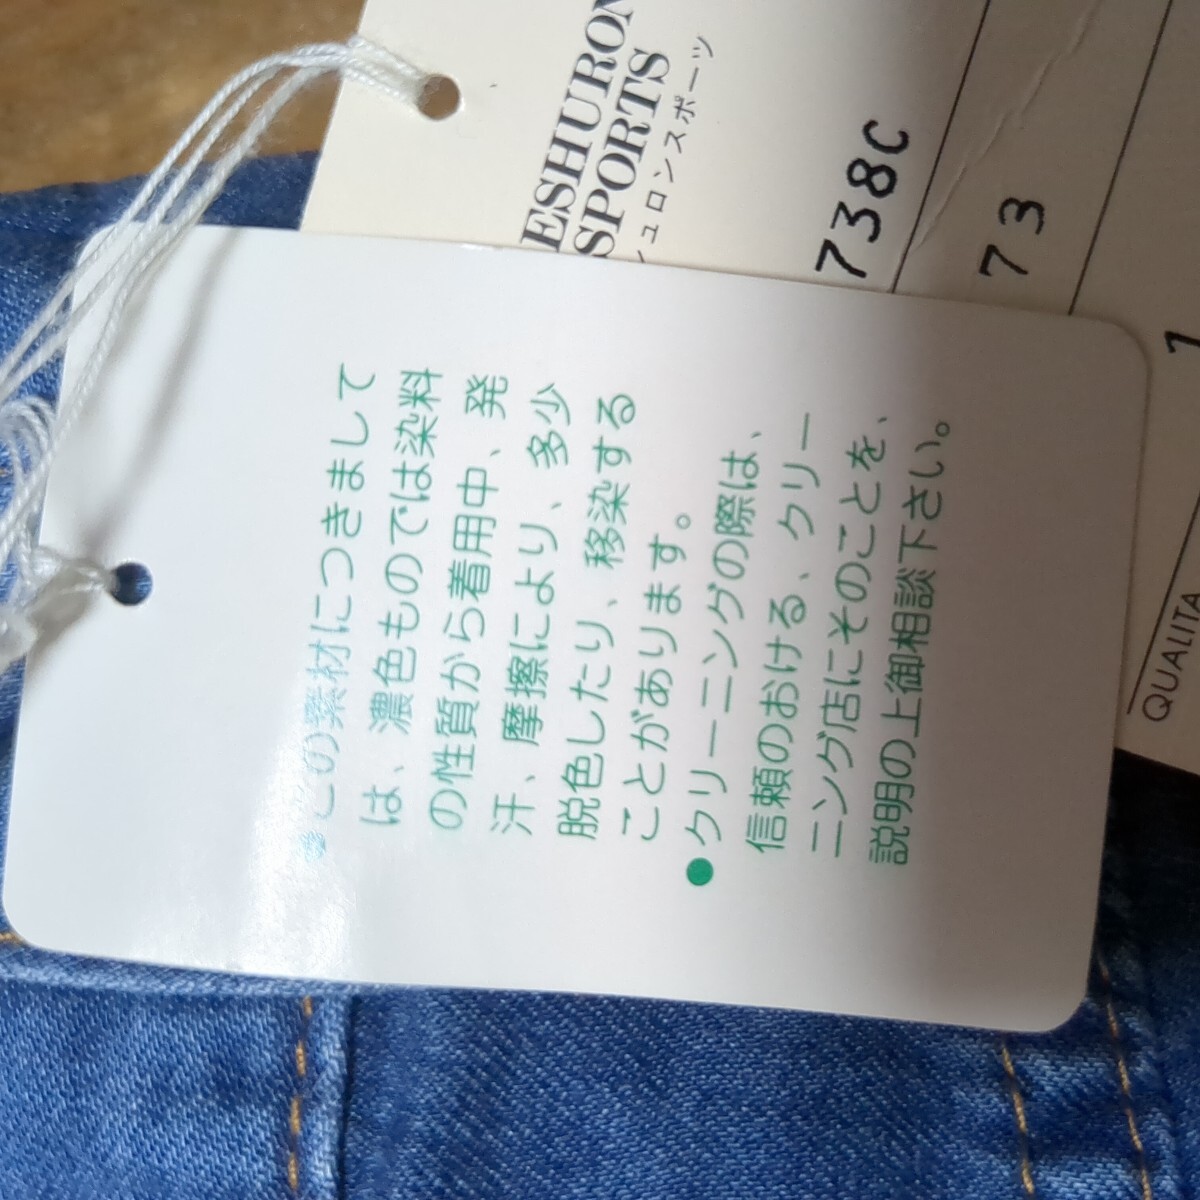 ESHURON
SPORTS
シュロンスポーツ
738C
73
1
QUALITA
●この素材につきまして
は、濃色ものでは染料
の性質から着用中、発
汗、摩擦により、多少
脱色したり、移染する
ことがあります。
●クリーニングの際は、
信頼のおける、クリー
ニング店にそのことを、
説明の上御相談下さい。